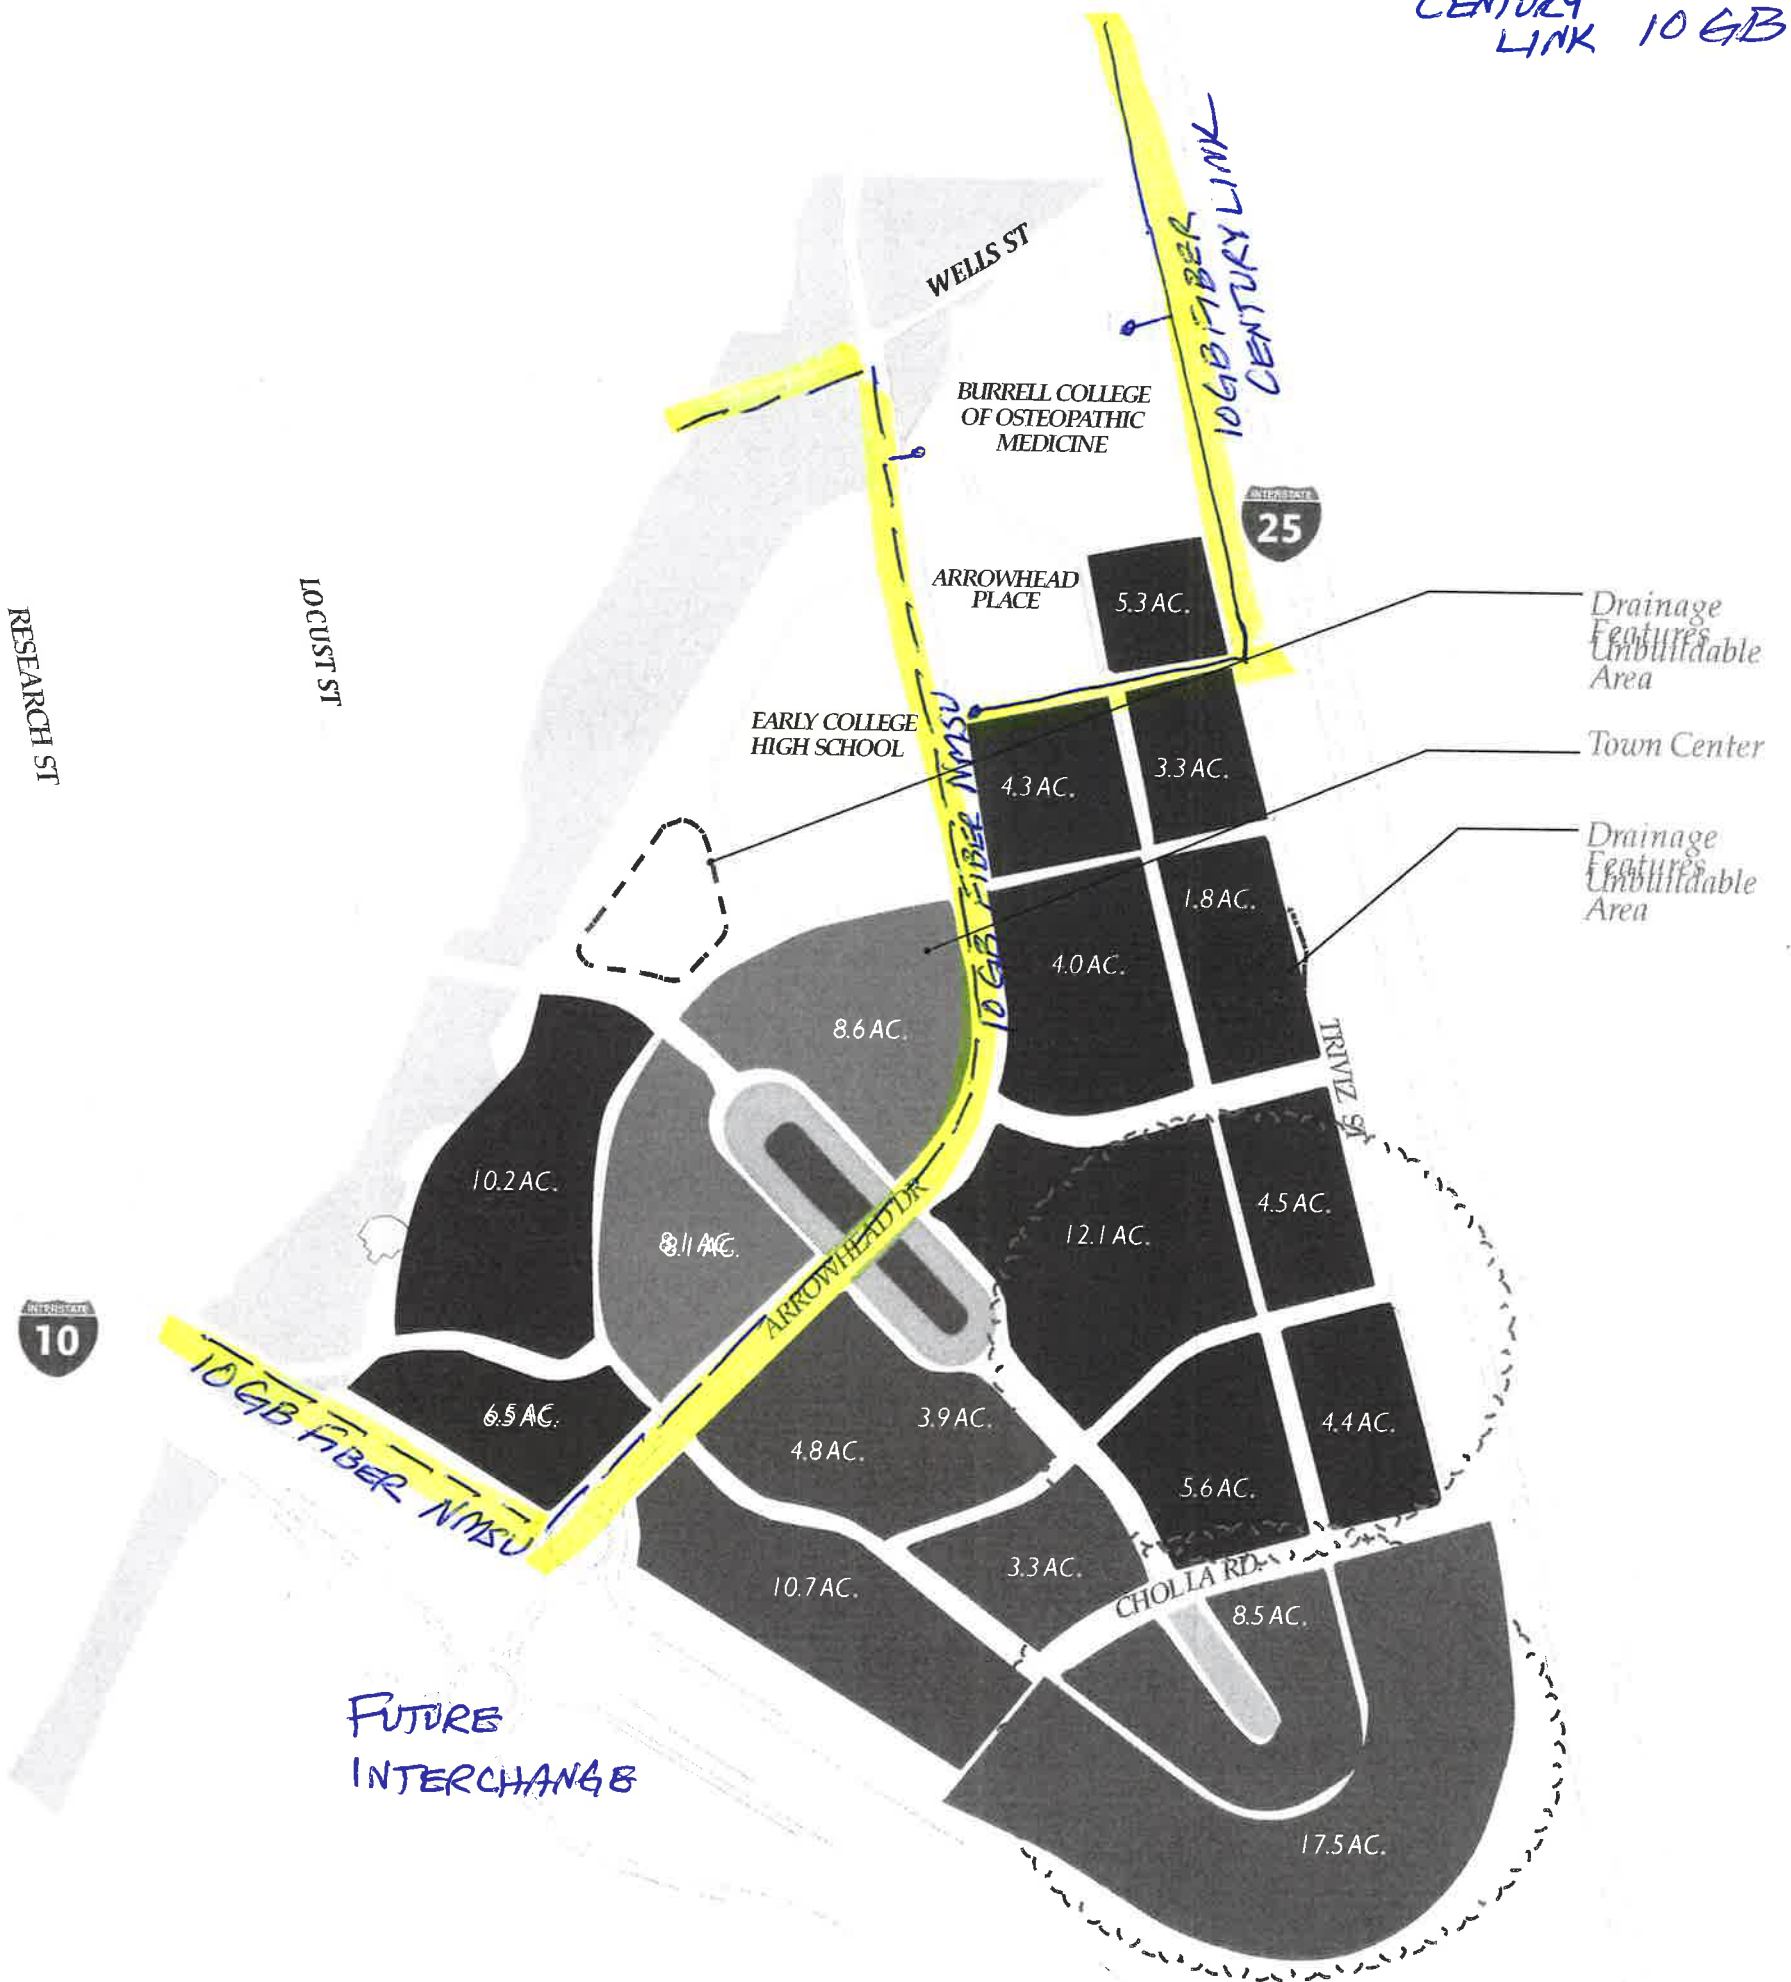 CENTURY
LINK 10 GB
10GB FIBER
CENTURY LINK
WELLS ST
BURRELL COLLEGE
OF OSTEOPATHIC
MEDICINE
INTERSTATE
25
ARROWHEAD
PLACE
5.3 AC.
Drainage
Features
Unbuildable
Area
LOCUST ST
RESEARCH ST
EARLY COLLEGE
HIGH SCHOOL
10 GB FIBER NMSU
4.3 AC.
3.3 AC.
Town Center
Drainage
Features
Unbuildable
Area
1.8 AC.
4.0 AC.
8.6 AC.
TRIVIZ ST
10.2 AC.
8.1 AC.
ARROWHEAD DR
12.1 AC.
4.5 AC.
INTERSTATE
10
10 GB FIBER NMSU
6.5 AC.
3.9 AC.
4.8 AC.
4.4 AC.
5.6 AC.
10.7 AC.
3.3 AC.
CHOLLA RD.
8.5 AC.
FUTURE
INTERCHANGE
17.5 AC.